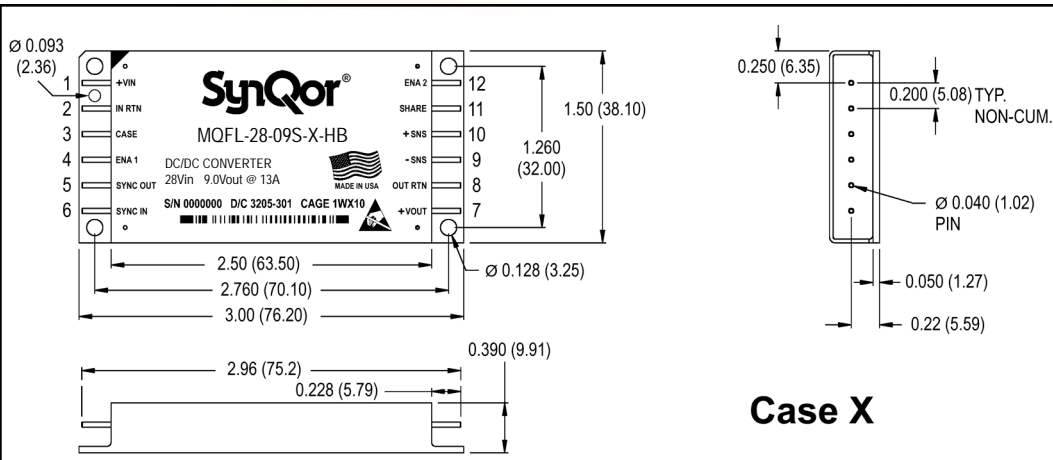 Ø 0.093
(2.36)
1 +VIN
2 IN RTN
3 CASE
4 ENA 1
5 SYNC OUT
6 SYNC IN
SynQor®
MQFL-28-09S-X-HB
DC/DC CONVERTER
28Vin 9.0Vout @ 13A
MADE IN USA
S/N 0000000 D/C 3205-301 CAGE 1WX10
ENA 2 12
SHARE 11
+SNS 10
-SNS 9
OUT RTN 8
+VOUT 7
1.260
(32.00)
1.50 (38.10)
2.50 (63.50)
2.760 (70.10)
3.00 (76.20)
Ø 0.128 (3.25)
0.250 (6.35)
0.200 (5.08) TYP.
NON-CUM.
Ø 0.040 (1.02)
PIN
0.050 (1.27)
0.22 (5.59)
2.96 (75.2)
0.228 (5.79)
0.390 (9.91)
Case X